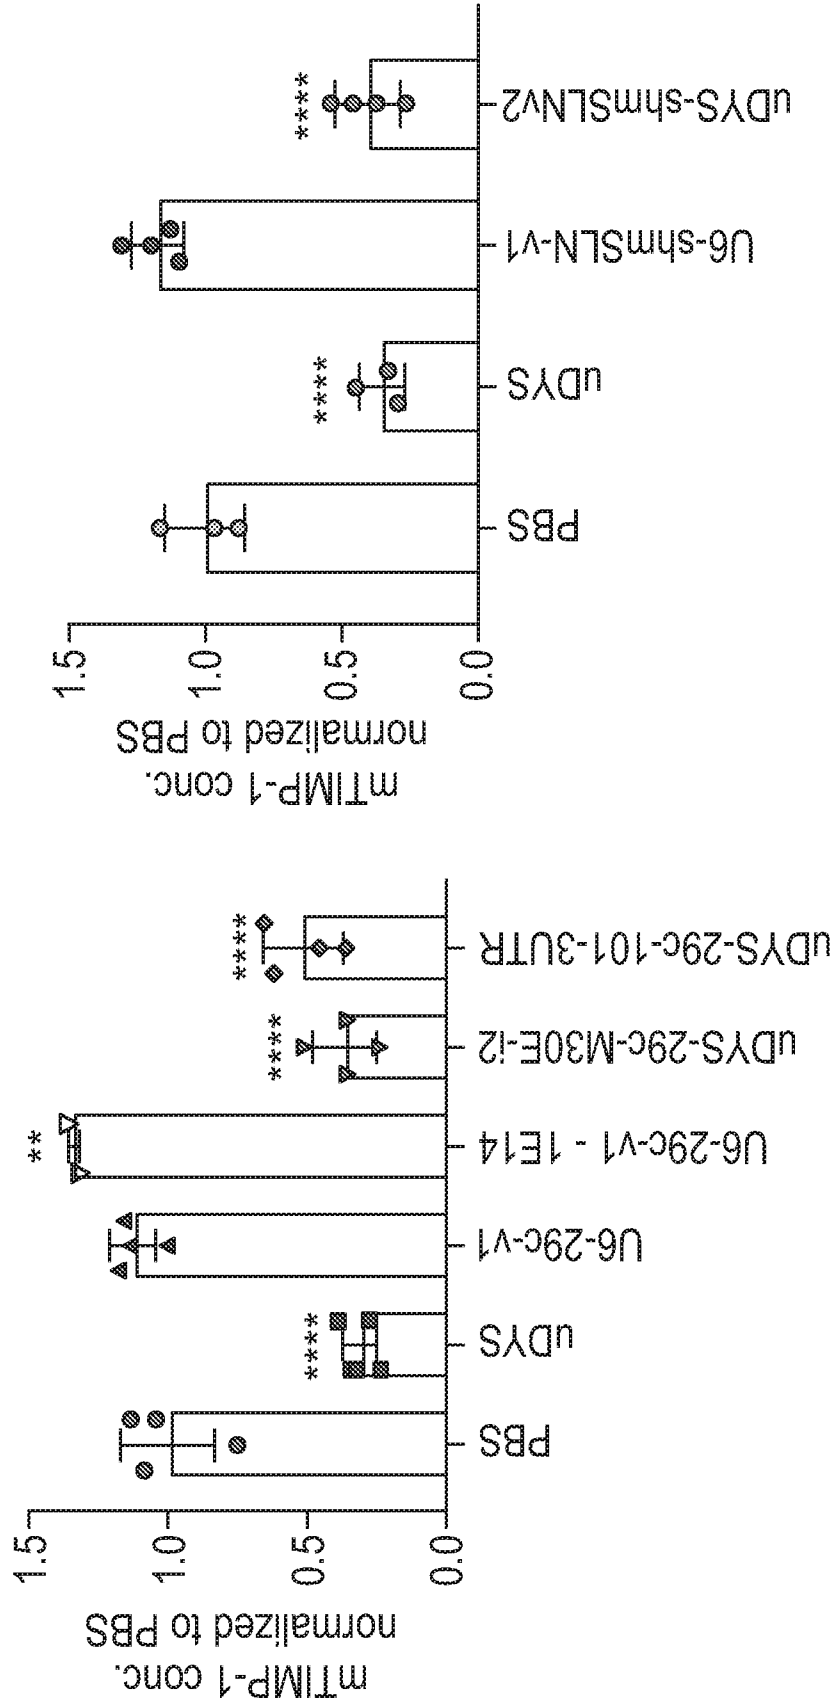 mTIMP-1 conc.
normalized to PBS
1.5
1.0
0.5
0.0
****
**
****
****
PBS
uDYS
U6-29c-v1
U6-29c-v1 - 1E14
uDYS-29c-M30E-i2
uDYS-29c-101-3UTR
mTIMP-1 conc.
normalized to PBS
1.5
1.0
0.5
0.0
****
****
PBS
uDYS
U6-shmSLN-v1
uDYS-shmSLNv2